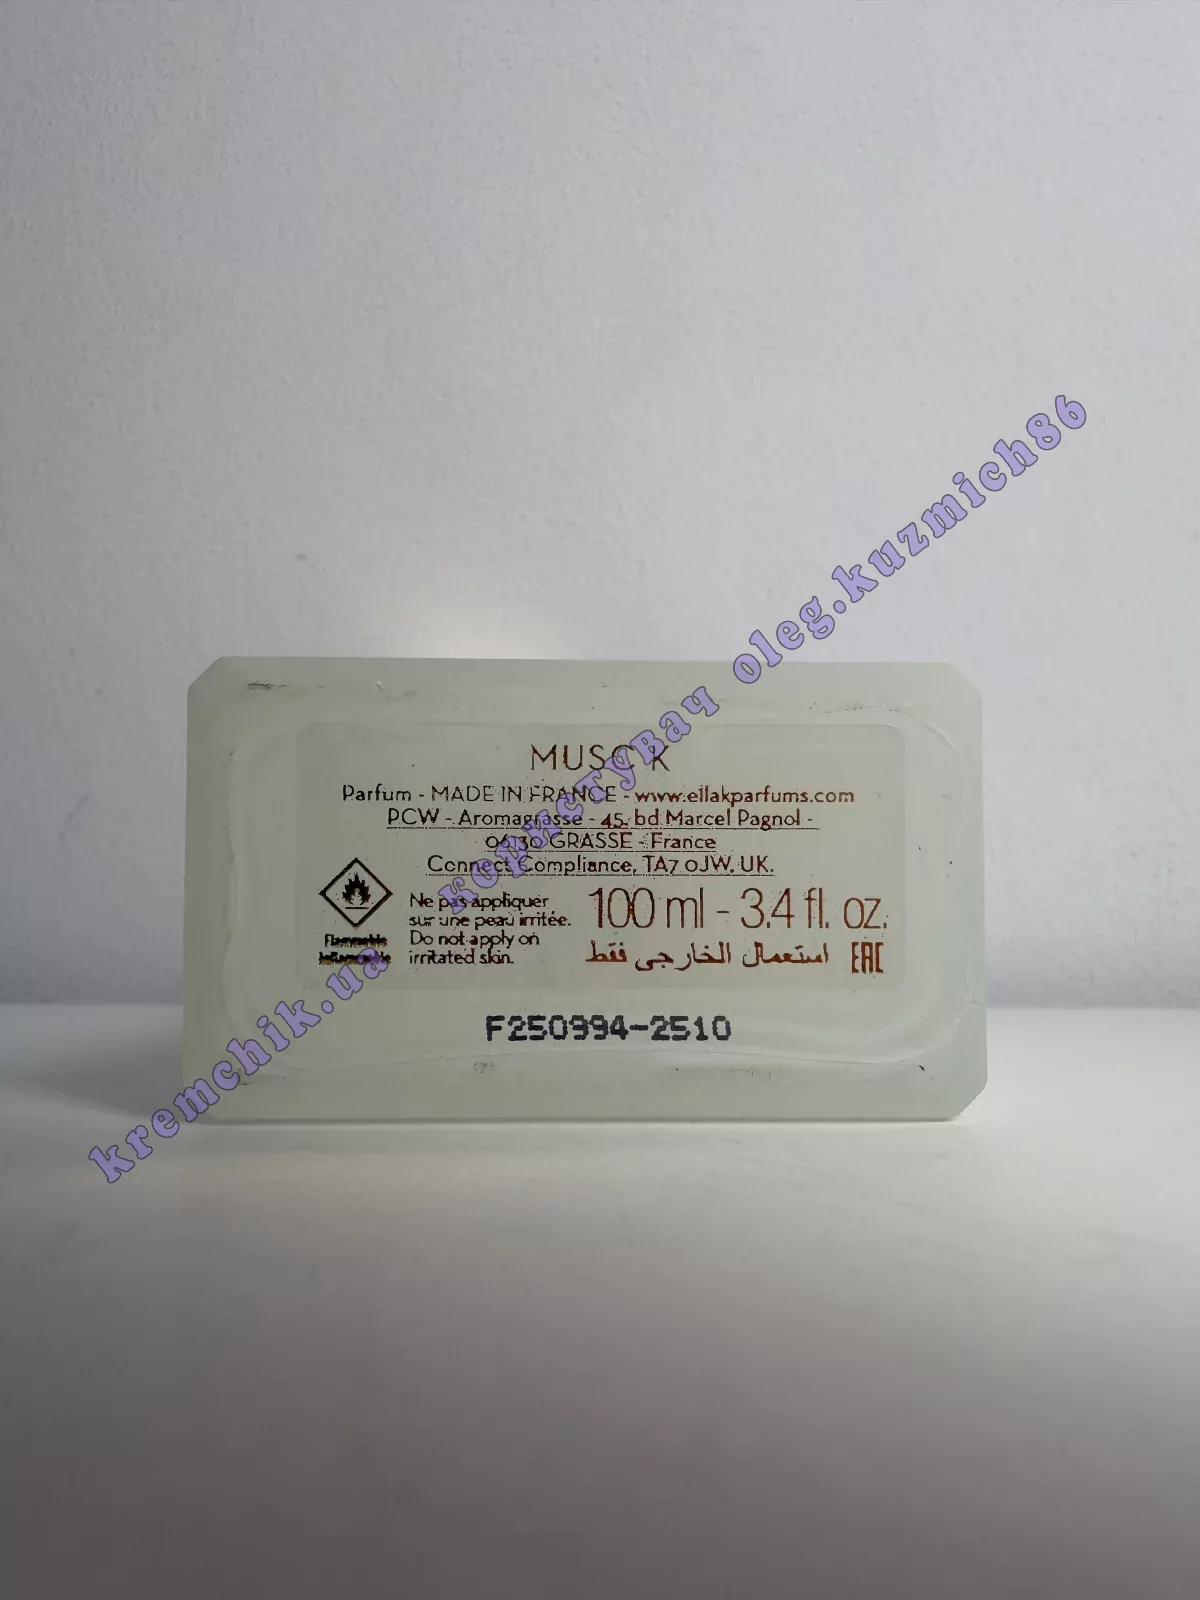 MUSC K
Parfum - MADE IN FRANCE - www.eilakparfums.com
PCW - Aromagrasse - 45, bd Marcel Pagnol -
06130 GRASSE - France
Connect Compliance, TA7 0JW, UK.
Ne pas appliquer
sur une peau irritée.
Do not apply on
irritated skin.
100 ml - 3.4 fl. oz.
استعمال الخارجي فقط
EAC
Flammable
Inflammable
F250994-2510
kremchik.ua користувач oleg.kuzmich86